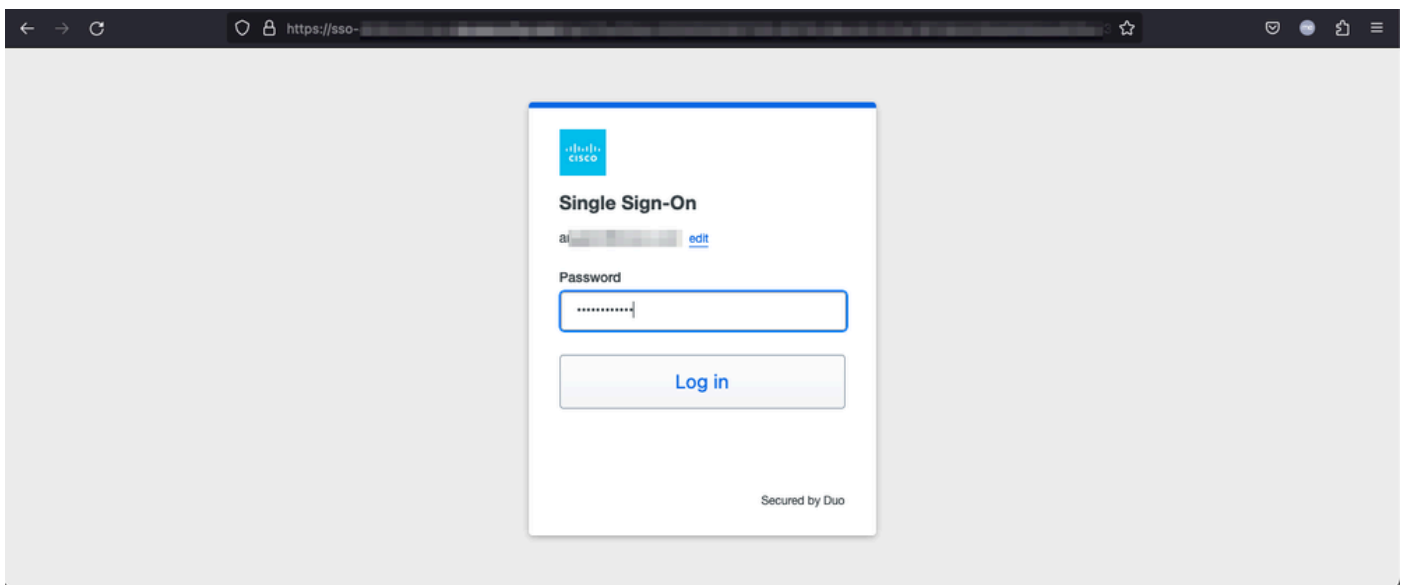 https://sso-
CISCO
Single Sign-On
edit
Password
Log in
Secured by Duo